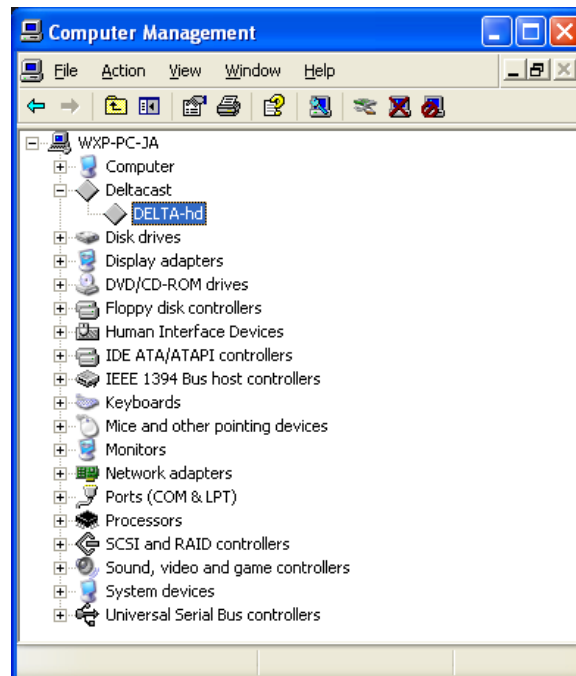 Computer Management
File Action View Window Help
WXP-PC-JA
Computer
Deltacast
DELTA-hd
Disk drives
Display adapters
DVD/CD-ROM drives
Floppy disk controllers
Human Interface Devices
IDE ATA/ATAPI controllers
IEEE 1394 Bus host controllers
Keyboards
Mice and other pointing devices
Monitors
Network adapters
Ports (COM & LPT)
Processors
SCSI and RAID controllers
Sound, video and game controllers
System devices
Universal Serial Bus controllers